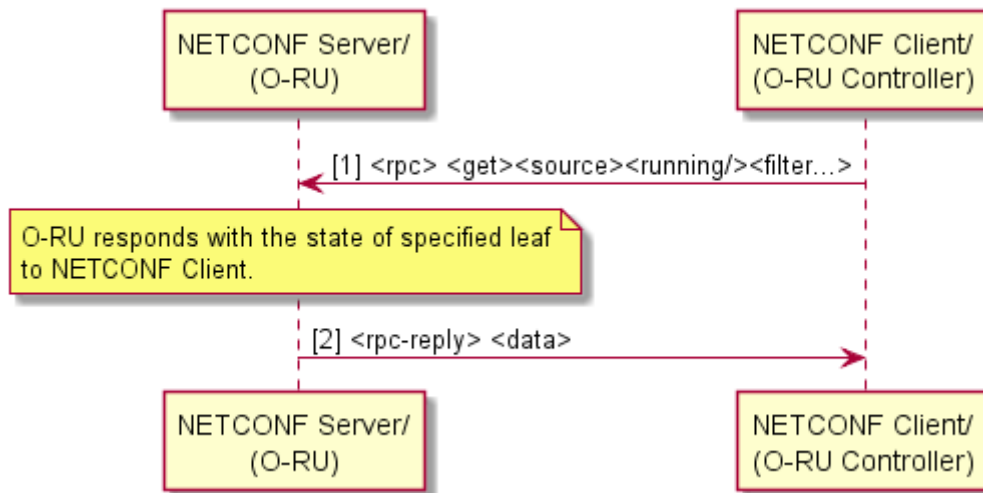 NETCONF Server/
(O-RU)
NETCONF Client/
(O-RU Controller)
[1] <rpc> <get><source><running/><filter...>
O-RU responds with the state of specified leaf
to NETCONF Client.
[2] <rpc-reply> <data>
NETCONF Server/
(O-RU)
NETCONF Client/
(O-RU Controller)